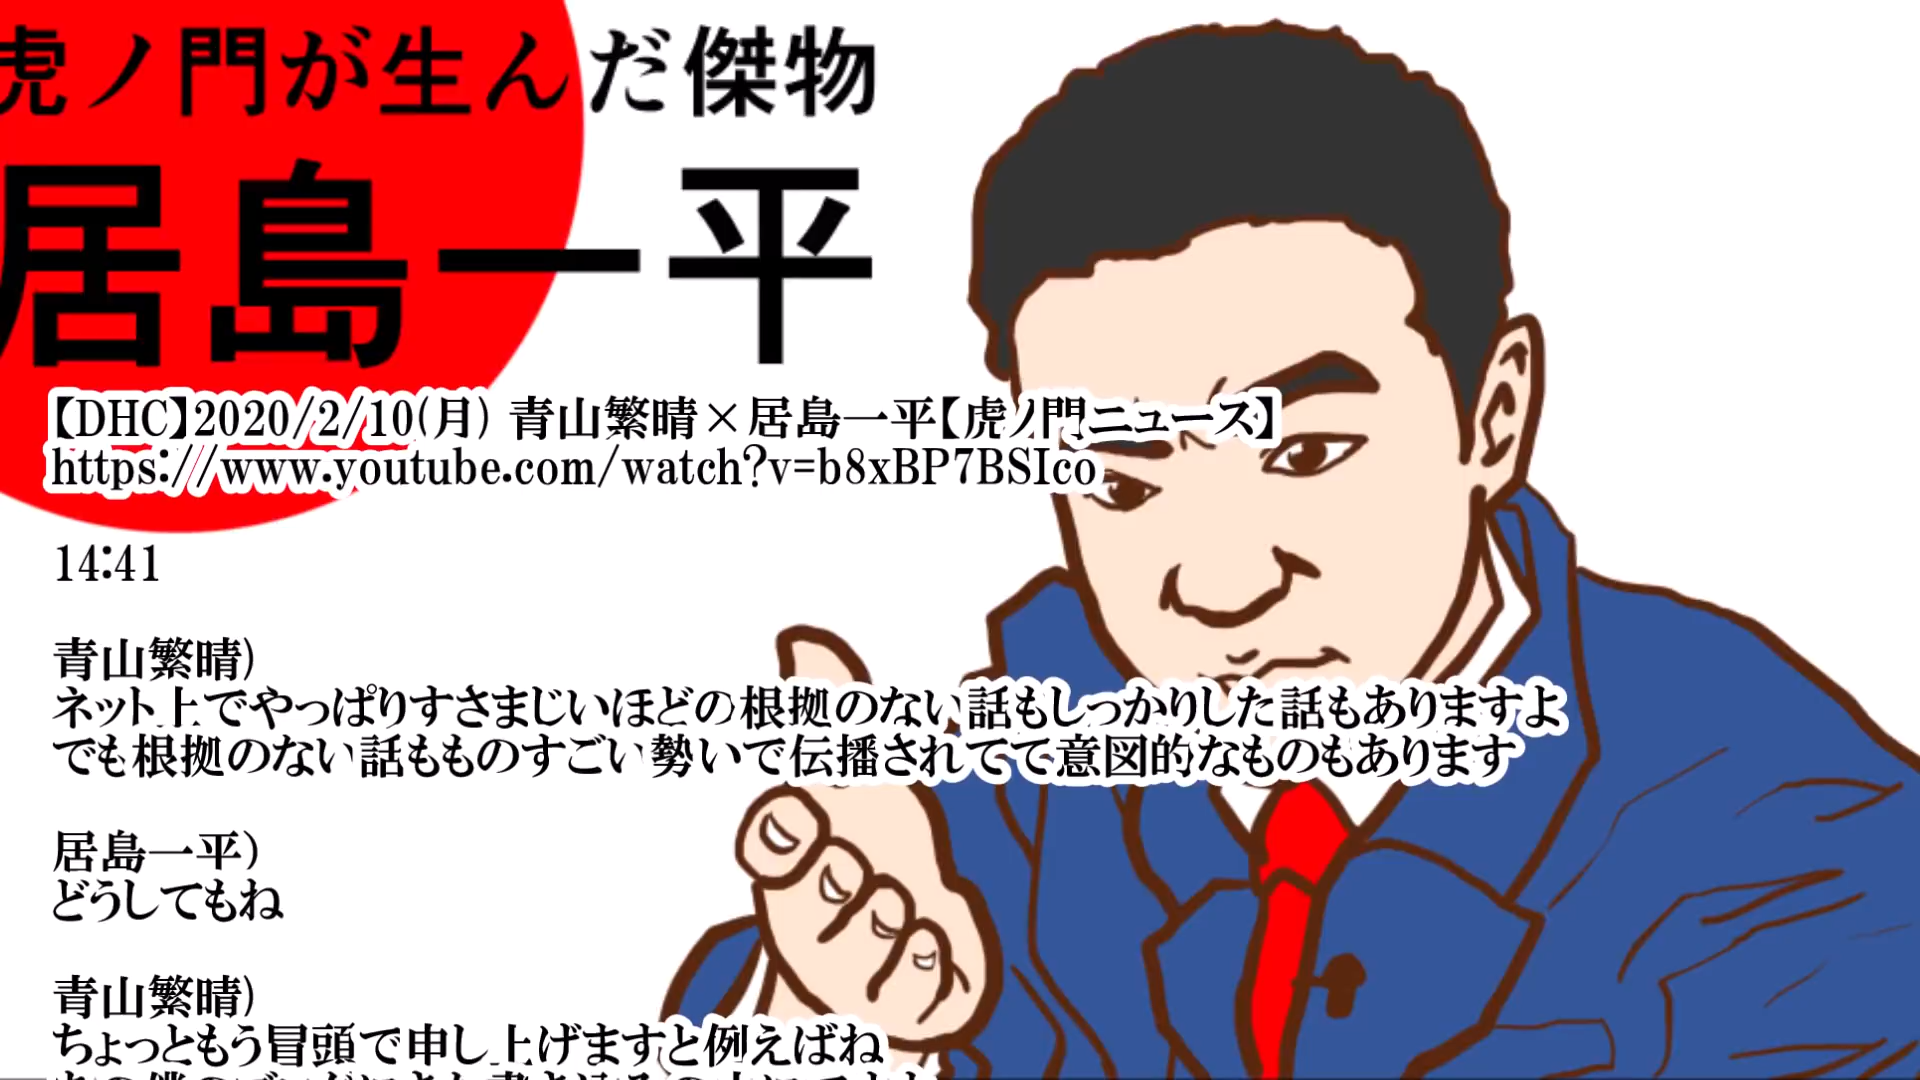 虎ノ門が生んだ傑物
居島一平
【DHC】2020/2/10(月) 青山繁晴×居島一平【虎ノ門ニュース】
https://www.youtube.com/watch?v=b8xBP7BSIco
14:41
青山繁晴)
ネット上でやっぱりすさまじいほどの根拠のない話もしっかりした話もありますよ
でも根拠のない話もものすごい勢いで伝播されてて意図的なものもあります
居島一平)
どうしてもね
青山繁晴)
ちょっともう冒頭で申し上げますと例えばね